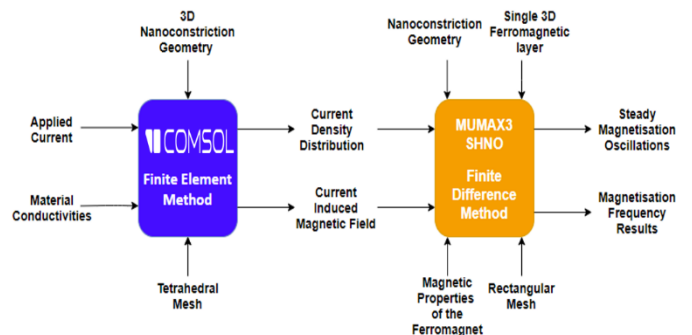 3D
Nanoconstriction
Geometry
Applied
Current
Material
Conductivities
COMSOL
Finite Element
Method
Tetrahedral
Mesh
Current
Density
Distribution
Current
Induced
Magnetic Field
Nanoconstriction
Geometry
Single 3D
Ferromagnetic
layer
MUMAX3
SHNO
Finite
Difference
Method
Magnetic
Properties
of the
Ferromagnet
Rectangular
Mesh
Steady
Magnetisation
Oscillations
Magnetisation
Frequency
Results